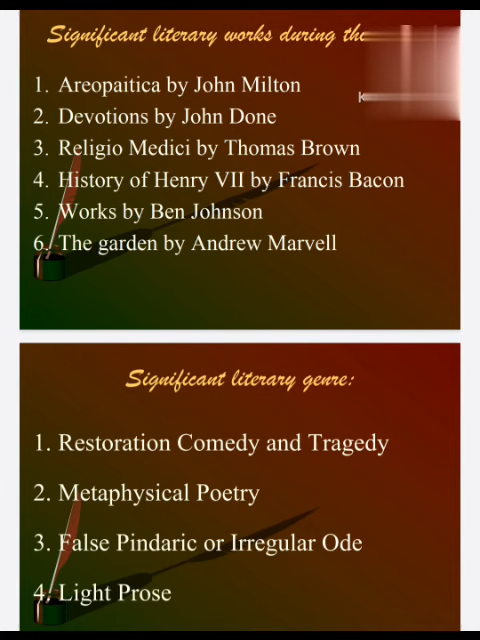 Significant literary works during the
1. Areopaitica by John Milton
2. Devotions by John Done
3. Religio Medici by Thomas Brown
4. History of Henry VII by Francis Bacon
5. Works by Ben Johnson
6. The garden by Andrew Marvell
Significant literary genre:
1. Restoration Comedy and Tragedy
2. Metaphysical Poetry
3. False Pindaric or Irregular Ode
4. Light Prose